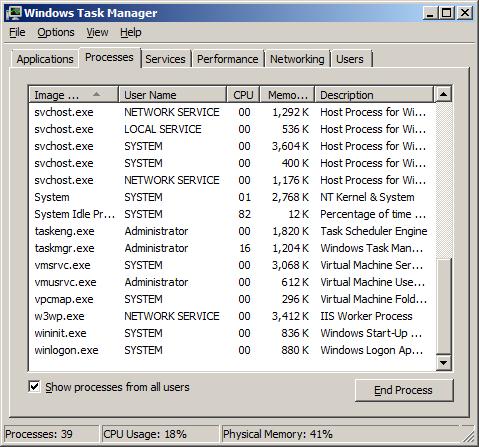 Windows Task Manager
File Options View Help
Applications Processes Services Performance Networking Users
Image ... User Name CPU Memo... Description
svchost.exe NETWORK SERVICE 00 1,292 K Host Process for Wi...
svchost.exe LOCAL SERVICE 00 536 K Host Process for Wi...
svchost.exe SYSTEM 00 3,604 K Host Process for Wi...
svchost.exe SYSTEM 00 400 K Host Process for Wi...
svchost.exe NETWORK SERVICE 00 1,176 K Host Process for Wi...
System SYSTEM 01 2,768 K NT Kernel & System
System Idle Pr... SYSTEM 82 12 K Percentage of time ...
taskeng.exe Administrator 00 1,820 K Task Scheduler Engine
taskmgr.exe Administrator 16 1,204 K Windows Task Man...
vmsrvc.exe SYSTEM 00 3,068 K Virtual Machine Ser...
vmusrvc.exe Administrator 00 612 K Virtual Machine Use...
vpcmap.exe SYSTEM 00 296 K Virtual Machine Fold...
w3wp.exe NETWORK SERVICE 00 3,412 K IIS Worker Process
wininit.exe SYSTEM 00 836 K Windows Start-Up ...
winlogon.exe SYSTEM 00 880 K Windows Logon Ap...
Show processes from all users
End Process
Processes: 39 CPU Usage: 18% Physical Memory: 41%